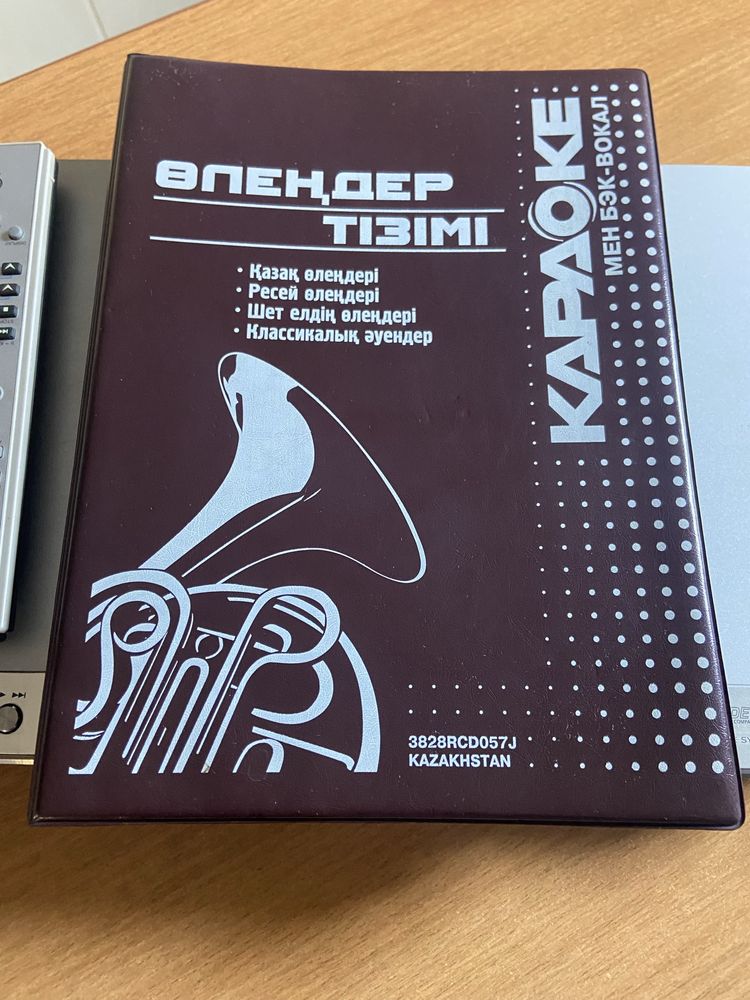 ӨЛЕҢДЕР
ТІЗІМІ
• Қазақ өлеңдері
• Ресей өлеңдері
• Шет елдің өлеңдері
• Классикалық әуендер
КАРАОКЕ
МЕН БЭК-ВОКАЛ
3828RCD057J
KAZAKHSTAN